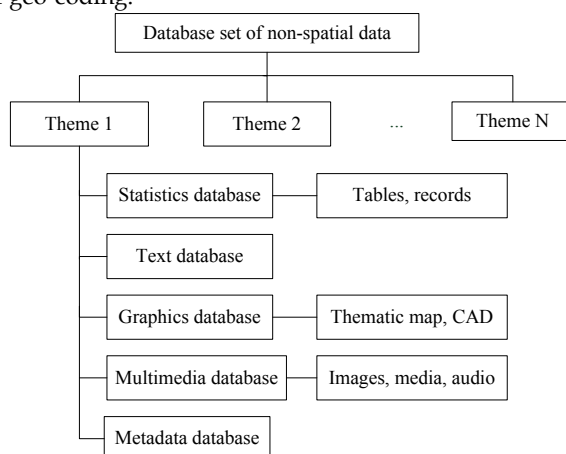 geo coding.
Database set of non-spatial data
Theme 1
Theme 2
...
Theme N
Statistics database
Tables, records
Text database
Graphics database
Thematic map, CAD
Multimedia database
Images, media, audio
Metadata database